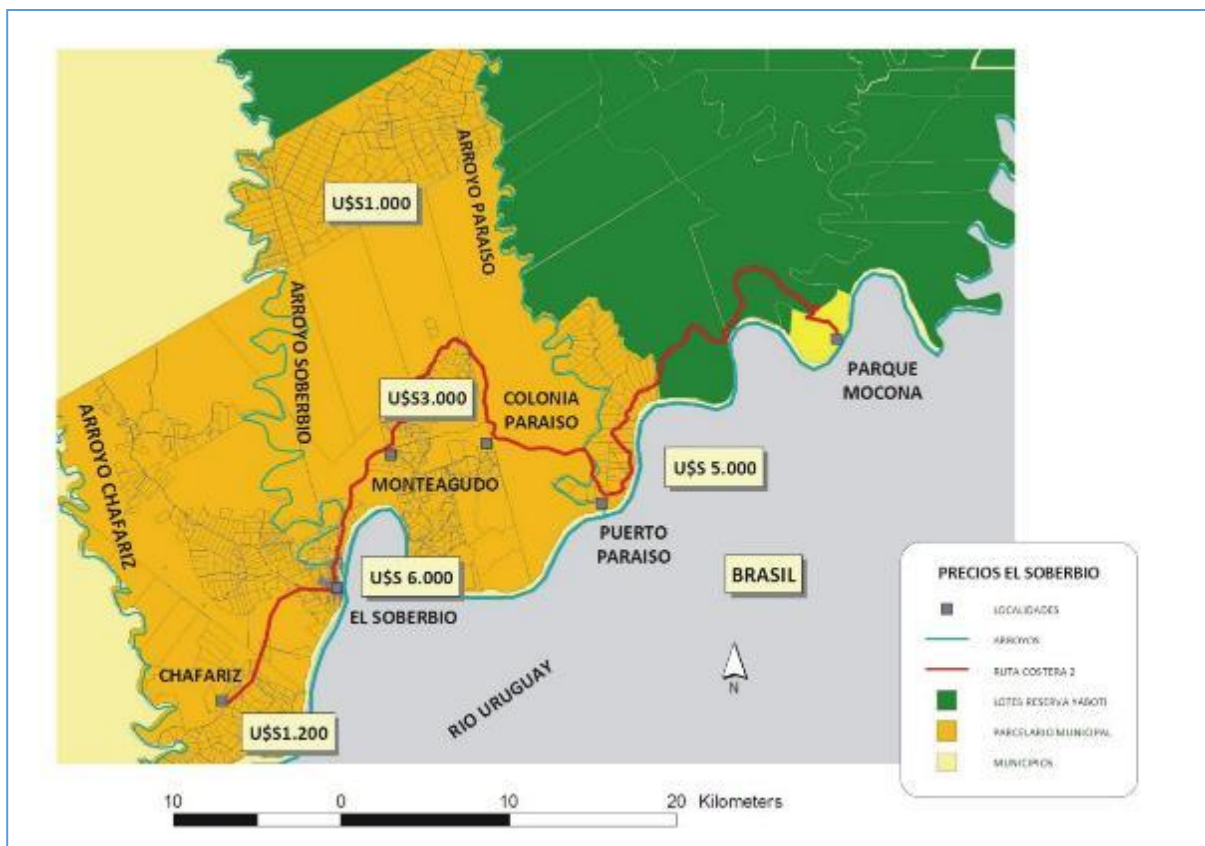 U$S1.000
ARROYO PARAISO
ARROYO SOBERBIO
ARROYO CHAFARIZ
U$S3.000
COLONIA
PARAISO
MONTEAGUDO
PARQUE
MOCONA
U$S 5.000
PUERTO
PARAISO
U$S 6.000
EL SOBERBIO
BRASIL
CHAFARIZ
U$S1.200
RIO URUGUAY
N
PRECIOS EL SOBERBIO
LOCALIDADES
ARROYOS
RUTA COSTERA 2
LOTES RESERVA YABOTI
PARCELARIO MUNICIPAL
MUNICIPIOS
10 0 10 20 Kilometers